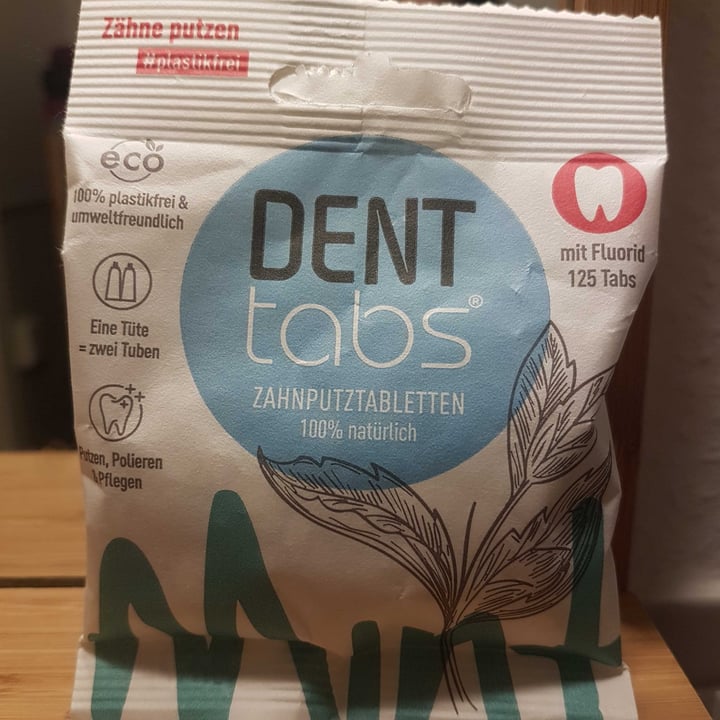 Zähne putzen
#plastikfrei
eco
100% plastikfrei &
umweltfreundlich
Eine Tüte
= zwei Tuben
Putzen, Polieren
& Pflegen
DENT
tabs®
ZAHNPUTZTABLETTEN
100% natürlich
mit Fluorid
125 Tabs
Mint